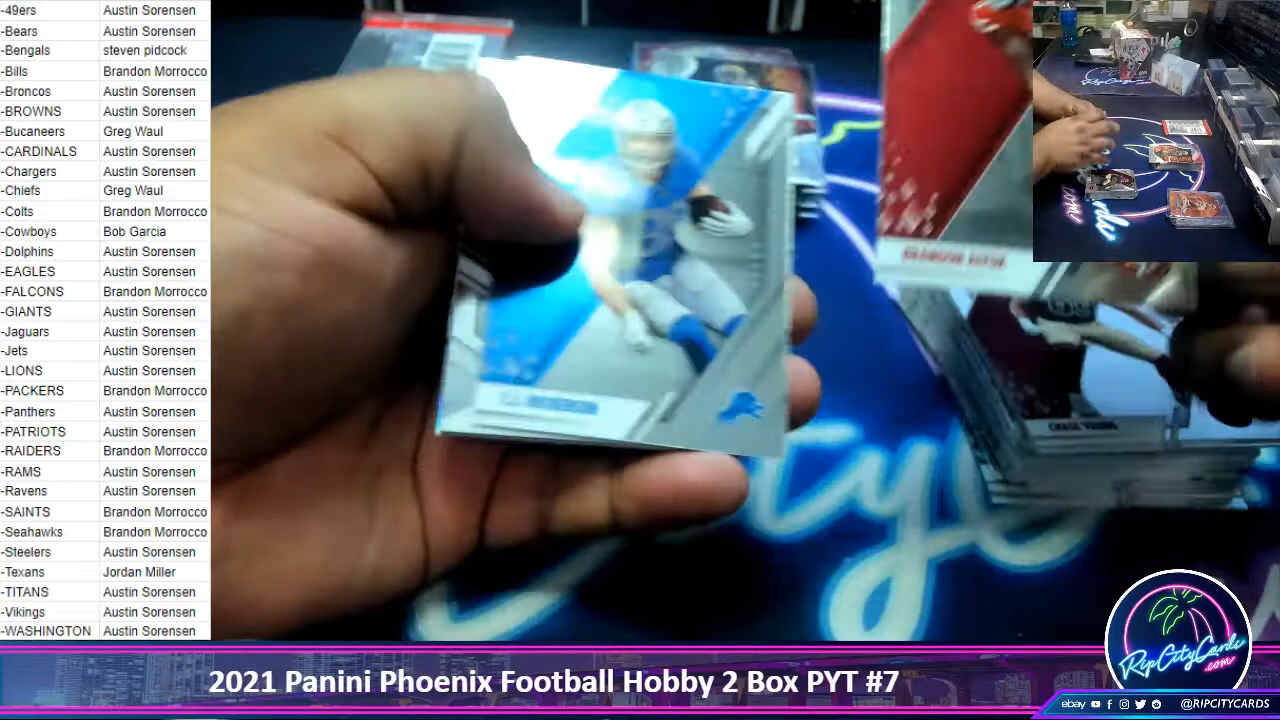 -49ers Austin Sorensen
-Bears Austin Sorensen
-Bengals steven pidcock
-Bills Brandon Morrocco
-Broncos Austin Sorensen
-BROWNS Austin Sorensen
-Bucaneers Greg Waul
-CARDINALS Austin Sorensen
-Chargers Austin Sorensen
-Chiefs Greg Waul
-Colts Brandon Morrocco
-Cowboys Bob Garcia
-Dolphins Austin Sorensen
-EAGLES Austin Sorensen
-FALCONS Brandon Morrocco
-GIANTS Austin Sorensen
-Jaguars Austin Sorensen
-Jets Austin Sorensen
-LIONS Austin Sorensen
-PACKERS Brandon Morrocco
-Panthers Austin Sorensen
-PATRIOTS Austin Sorensen
-RAIDERS Brandon Morrocco
-RAMS Austin Sorensen
-Ravens Austin Sorensen
-SAINTS Brandon Morrocco
-Seahawks Brandon Morrocco
-Steelers Austin Sorensen
-Texans Jordan Miller
-TITANS Austin Sorensen
-Vikings Austin Sorensen
-WASHINGTON Austin Sorensen
CHASE YOUNG
RipCityCards
.com
2021 Panini Phoenix Football Hobby 2 Box PYT #7
ebay @RIPCITYCARDS